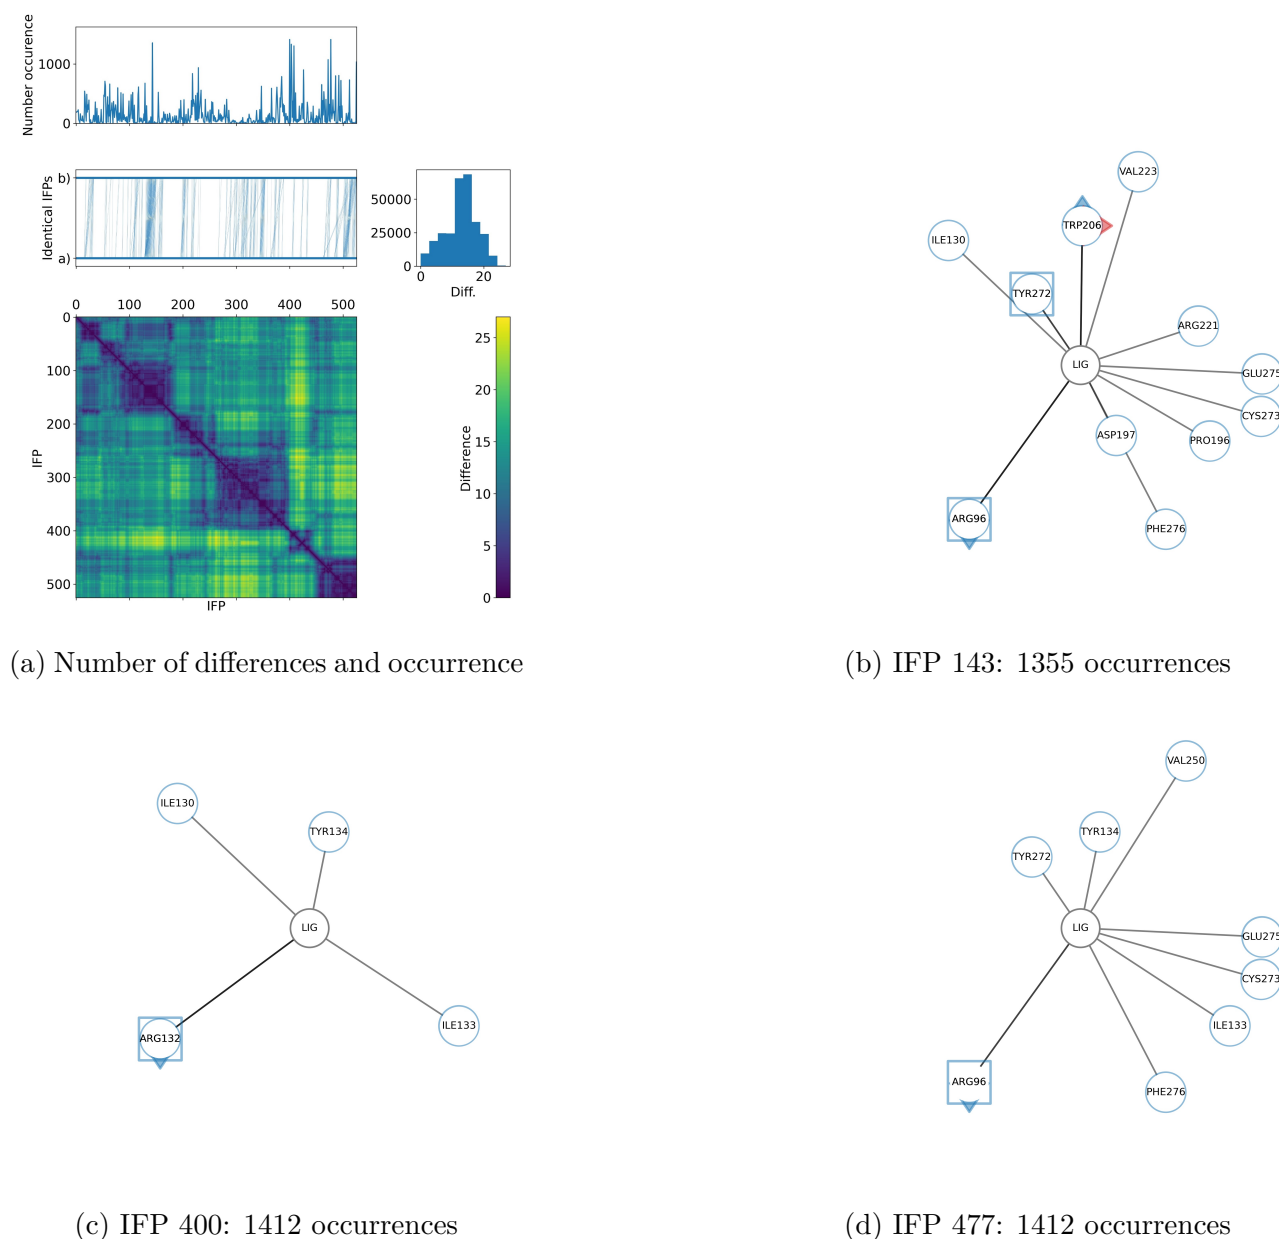 Number occurence
1000
0
Identical IFPs
b)
a)
50000
25000
0
0 20
Diff.
0 100 200 300 400 500
0
100
200
300
400
500
IFP
IFP
Difference
25
20
15
10
5
0
(a) Number of differences and occurrence
VAL223
TRP206
ILE130
TYR272
ARG221
LIG
GLU275
CYS273
ASP197
PRO196
ARG96
PHE276
(b) IFP 143: 1355 occurrences
ILE130
TYR134
LIG
ARG132
ILE133
(c) IFP 400: 1412 occurrences
VAL250
TYR134
TYR272
LIG
GLU275
CYS273
ILE133
ARG96
PHE276
(d) IFP 477: 1412 occurrences